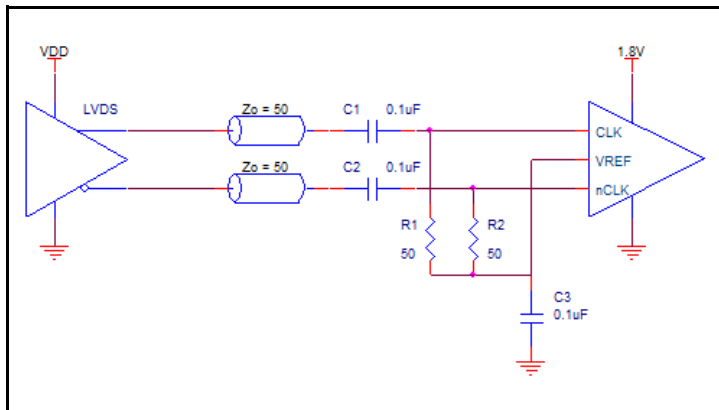 VDD
1.8V
LVDS
Zo = 50
C1
0.1uF
CLK
Zo = 50
C2
0.1uF
VREF
nCLK
R1
50
R2
50
C3
0.1uF